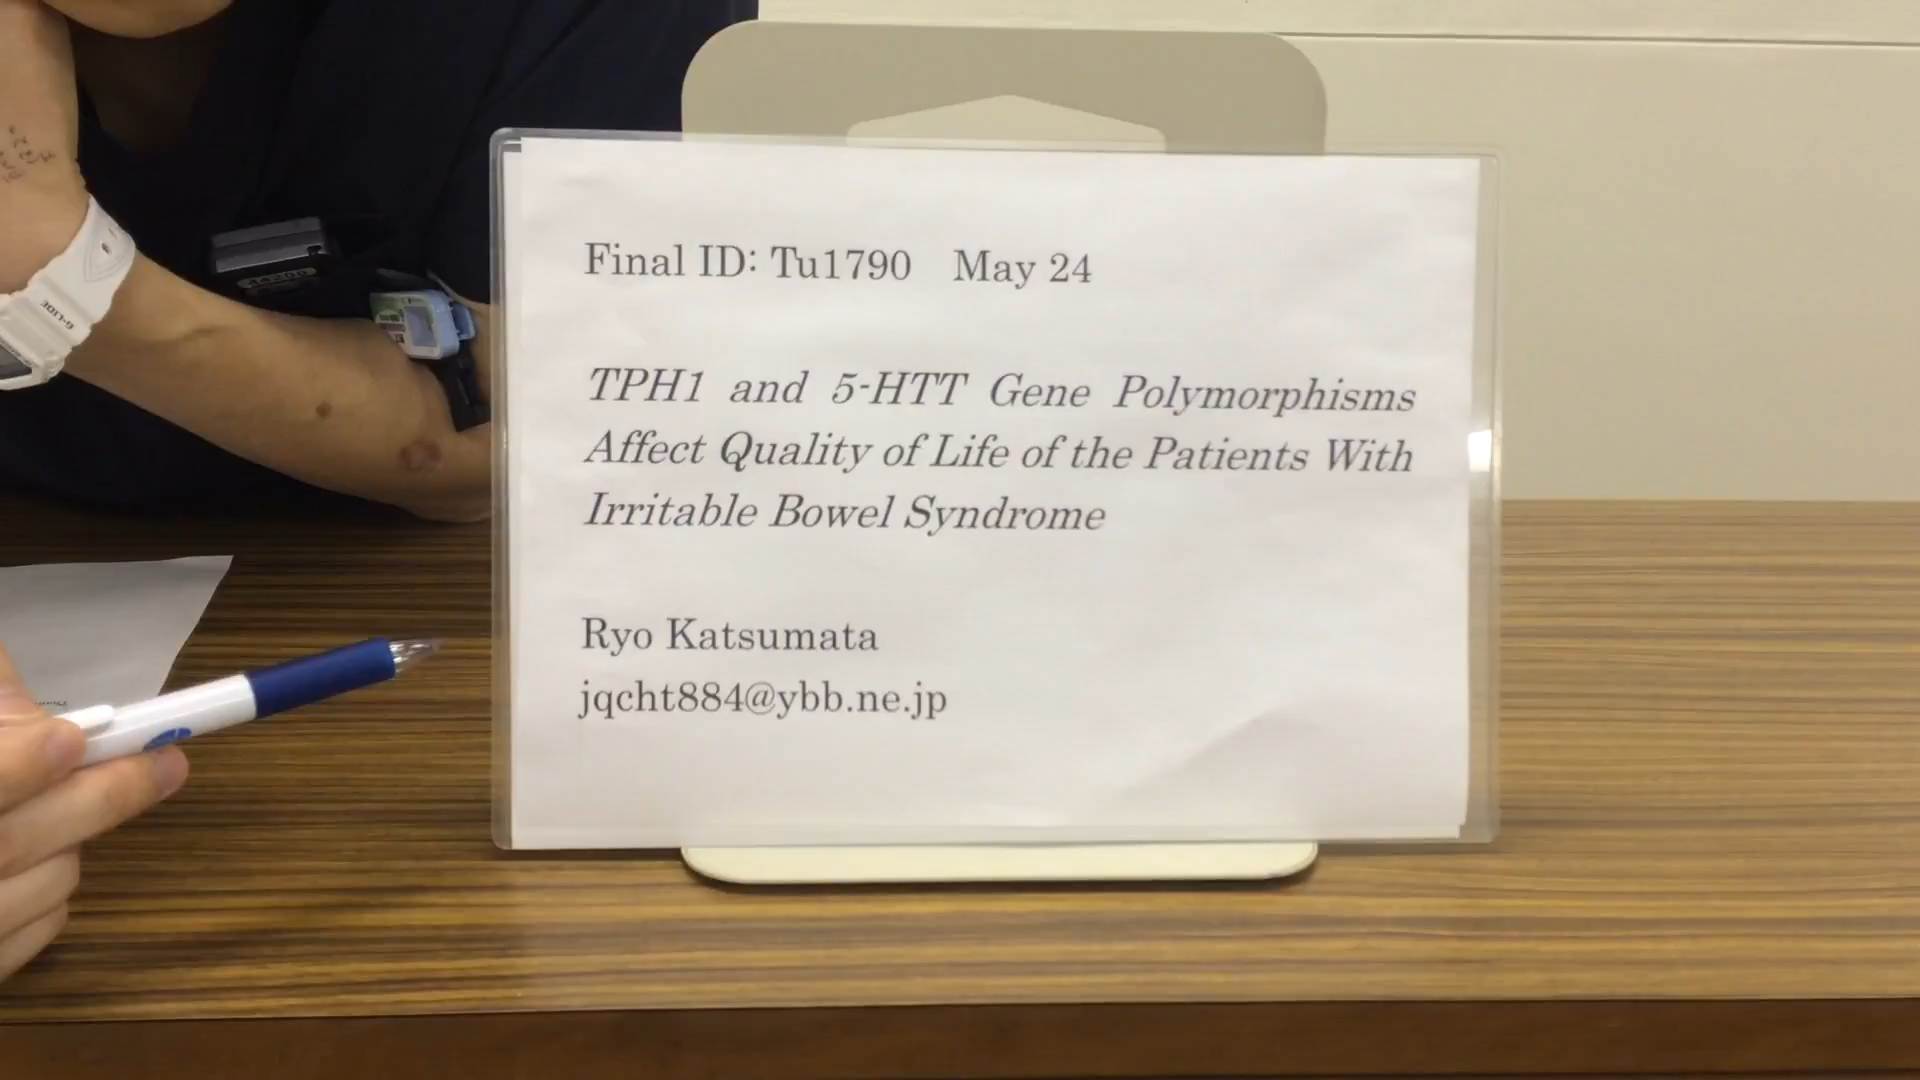 Final ID: Tu1790 May 24
TPH1 and 5-HTT Gene Polymorphisms
Affect Quality of Life of the Patients With
Irritable Bowel Syndrome
Ryo Katsumata
jqcht884@ybb.ne.jp
G-LIDE